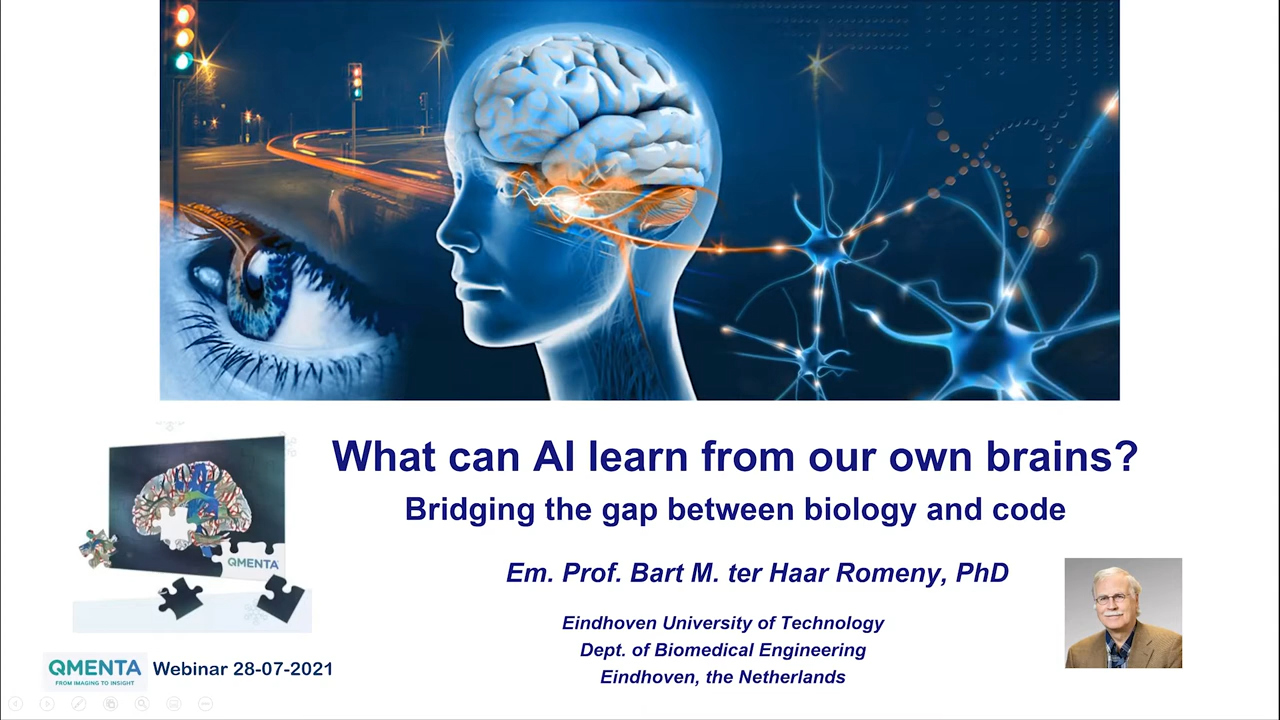 What can AI learn from our own brains?
Bridging the gap between biology and code
QMENTA
Em. Prof. Bart M. ter Haar Romeny, PhD
Eindhoven University of Technology
Dept. of Biomedical Engineering
Eindhoven, the Netherlands
QMENTA
FROM IMAGING TO INSIGHT
Webinar 28-07-2021